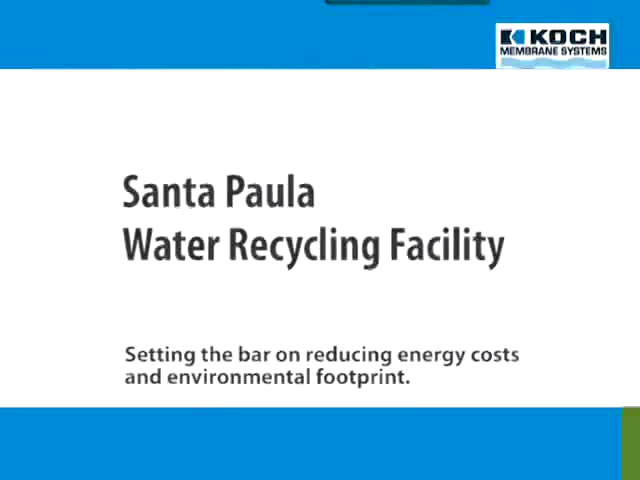 KOCH
MEMBRANE SYSTEMS
Santa Paula
Water Recycling Facility
Setting the bar on reducing energy costs
and environmental footprint.